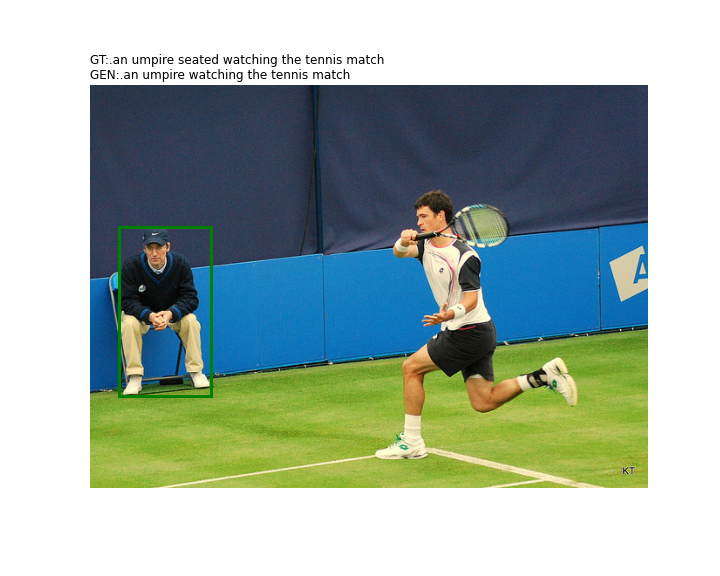 GT:.an umpire seated watching the tennis match
GEN:.an umpire watching the tennis match
A
KT